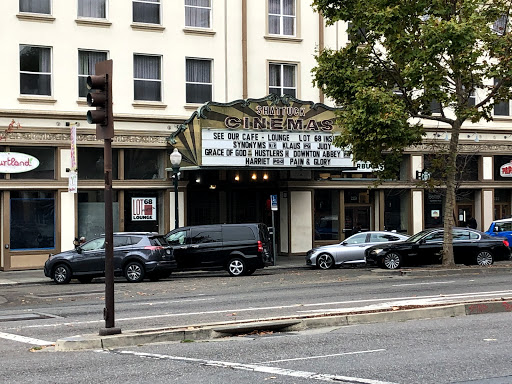 SHATTUCK
CINEMAS
SEE OUR CAFE - LOUNGE LOT 68 INSIDE
SYNONYMS KLAUS JUDY
GRACE OF GOD HUSTLERS DOWNTON ABBEY
HARRIET PAIN & GLORY
LOT 68
LOUNGE